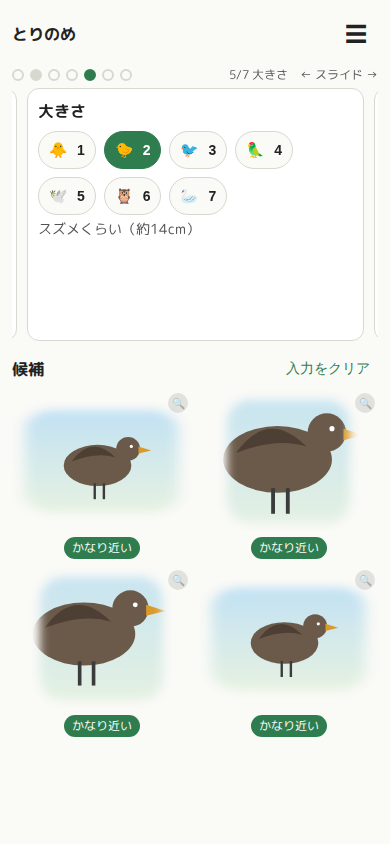 とりのめ
5/7 大きさ ← スライド →
大きさ
1 2 3 4
5 6 7
スズメくらい（約14cm）
候補 入力をクリア
かなり近い かなり近い
かなり近い かなり近い